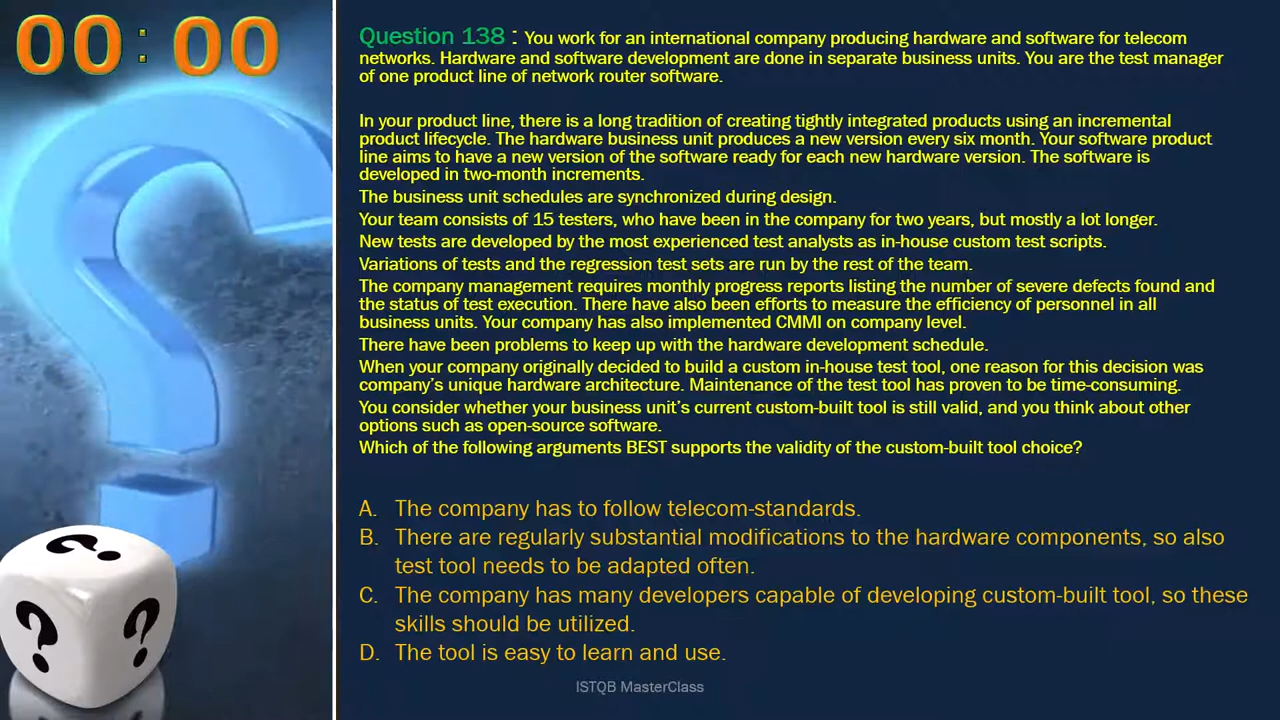 00:00
Question 138 : You work for an international company producing hardware and software for telecom
networks. Hardware and software development are done in separate business units. You are the test manager
of one product line of network router software.
In your product line, there is a long tradition of creating tightly integrated products using an incremental
product lifecycle. The hardware business unit produces a new version every six month. Your software product
line aims to have a new version of the software ready for each new hardware version. The software is
developed in two-month increments.
The business unit schedules are synchronized during design.
Your team consists of 15 testers, who have been in the company for two years, but mostly a lot longer.
New tests are developed by the most experienced test analysts as in-house custom test scripts.
Variations of tests and the regression test sets are run by the rest of the team.
The company management requires monthly progress reports listing the number of severe defects found and
the status of test execution. There have also been efforts to measure the efficiency of personnel in all
business units. Your company has also implemented CMMI on company level.
There have been problems to keep up with the hardware development schedule.
When your company originally decided to build a custom in-house test tool, one reason for this decision was
company's unique hardware architecture. Maintenance of the test tool has proven to be time-consuming.
You consider whether your business unit's current custom-built tool is still valid, and you think about other
options such as open-source software.
Which of the following arguments BEST supports the validity of the custom-built tool choice?
A. The company has to follow telecom-standards.
B. There are regularly substantial modifications to the hardware components, so also
test tool needs to be adapted often.
C. The company has many developers capable of developing custom-built tool, so these
skills should be utilized.
D. The tool is easy to learn and use.
? ? ?
ISTQB MasterClass